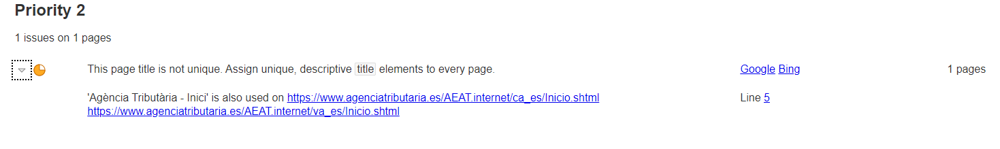 Priority 2
1 issues on 1 pages
This page title is not unique. Assign unique, descriptive title elements to every page. Google Bing 1 pages
'Agència Tributària - Inici' is also used on https://www.agenciatributaria.es/AEAT.internet/ca_es/Inicio.shtml Line 5
https://www.agenciatributaria.es/AEAT.internet/va_es/Inicio.shtml